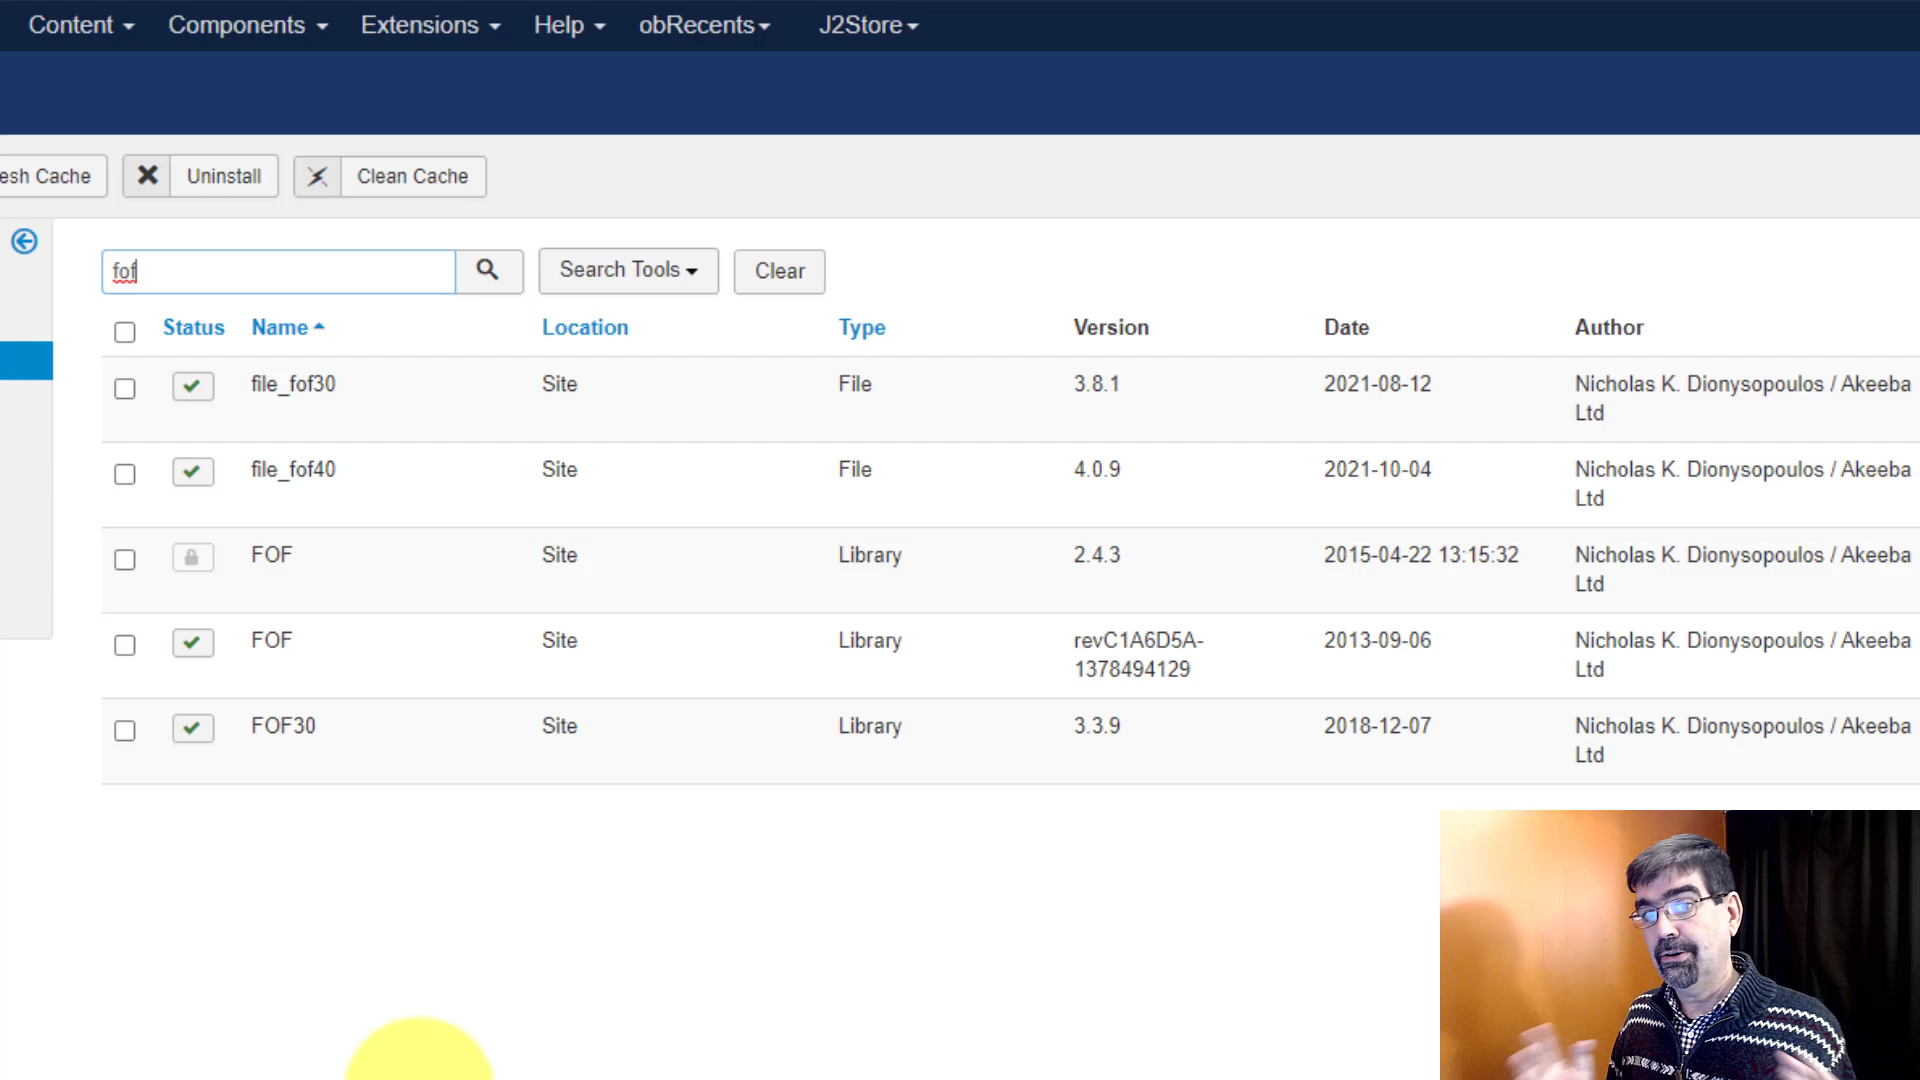 Content Components Extensions Help obRecents J2Store
esh Cache Uninstall Clean Cache
fof Search Tools Clear
Status Name Location Type Version Date Author
file_fof30 Site File 3.8.1 2021-08-12 Nicholas K. Dionysopoulos / Akeeba
Ltd
file_fof40 Site File 4.0.9 2021-10-04 Nicholas K. Dionysopoulos / Akeeba
Ltd
FOF Site Library 2.4.3 2015-04-22 13:15:32 Nicholas K. Dionysopoulos / Akeeba
Ltd
FOF Site Library revC1A6D5A- 2013-09-06 Nicholas K. Dionysopoulos / Akeeba
1378494129 Ltd
FOF30 Site Library 3.3.9 2018-12-07 Nicholas K. Dionysopoulos / Akeeba
Ltd